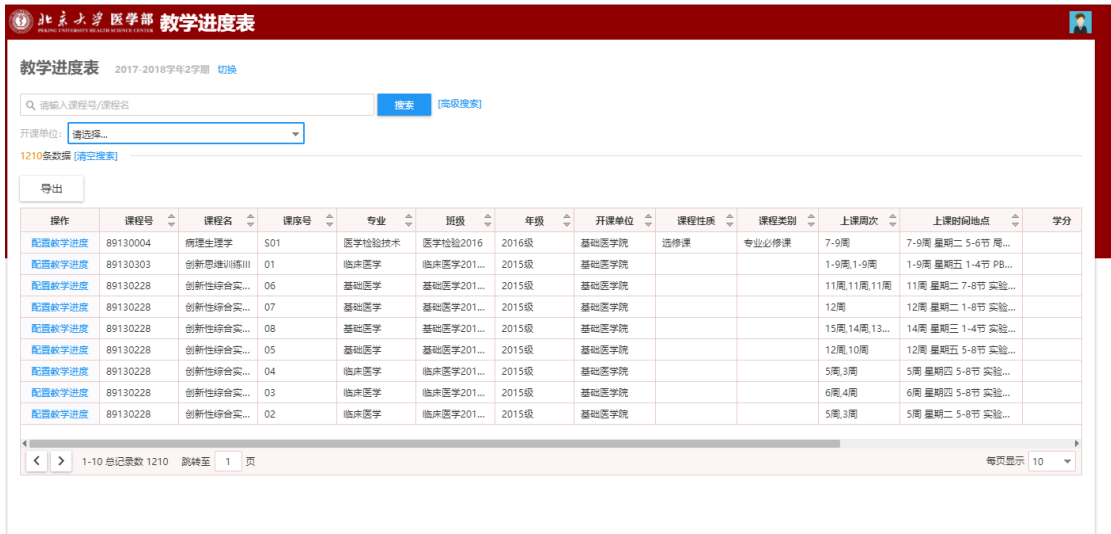 北京大学 医学部 教学进度表
PEKING UNIVERSITY HEALTH SCIENCE CENTER
教学进度表 2017-2018学年2学期 切换
请输入课程号/课程名 搜索 [高级搜索]
开课单位: 请选择...
1210条数据 [清空搜索]
导出
操作 课程号 课程名 课序号 专业 班级 年级 开课单位 课程性质 课程类别 上课周次 上课时间地点 学分
配置教学进度 89130004 病理生理学 S01 医学检验技术 医学检验2016 2016级 基础医学院 选修课 专业必修课 7-9周 7-9周 星期二 5-6节 局...
配置教学进度 89130303 创新思维训练III 01 临床医学 临床医学201... 2015级 基础医学院 1-9周,1-9周 1-9周 星期五 1-4节 PB...
配置教学进度 89130228 创新性综合实... 06 基础医学 基础医学201... 2015级 基础医学院 11周,11周,11周 11周 星期二 7-8节 实验...
配置教学进度 89130228 创新性综合实... 07 基础医学 基础医学201... 2015级 基础医学院 12周 12周 星期二 1-8节 实验...
配置教学进度 89130228 创新性综合实... 08 基础医学 基础医学201... 2015级 基础医学院 15周,14周,13... 14周 星期三 1-4节 实验...
配置教学进度 89130228 创新性综合实... 05 基础医学 基础医学201... 2015级 基础医学院 12周,10周 12周 星期五 5-8节 实验...
配置教学进度 89130228 创新性综合实... 04 临床医学 临床医学201... 2015级 基础医学院 5周,3周 5周 星期四 5-8节 实验...
配置教学进度 89130228 创新性综合实... 03 临床医学 临床医学201... 2015级 基础医学院 6周,4周 6周 星期四 5-8节 实验...
配置教学进度 89130228 创新性综合实... 02 临床医学 临床医学201... 2015级 基础医学院 5周,3周 5周 星期二 5-8节 实验...
1-10 总记录数 1210 跳转至 1 页 每页显示 10